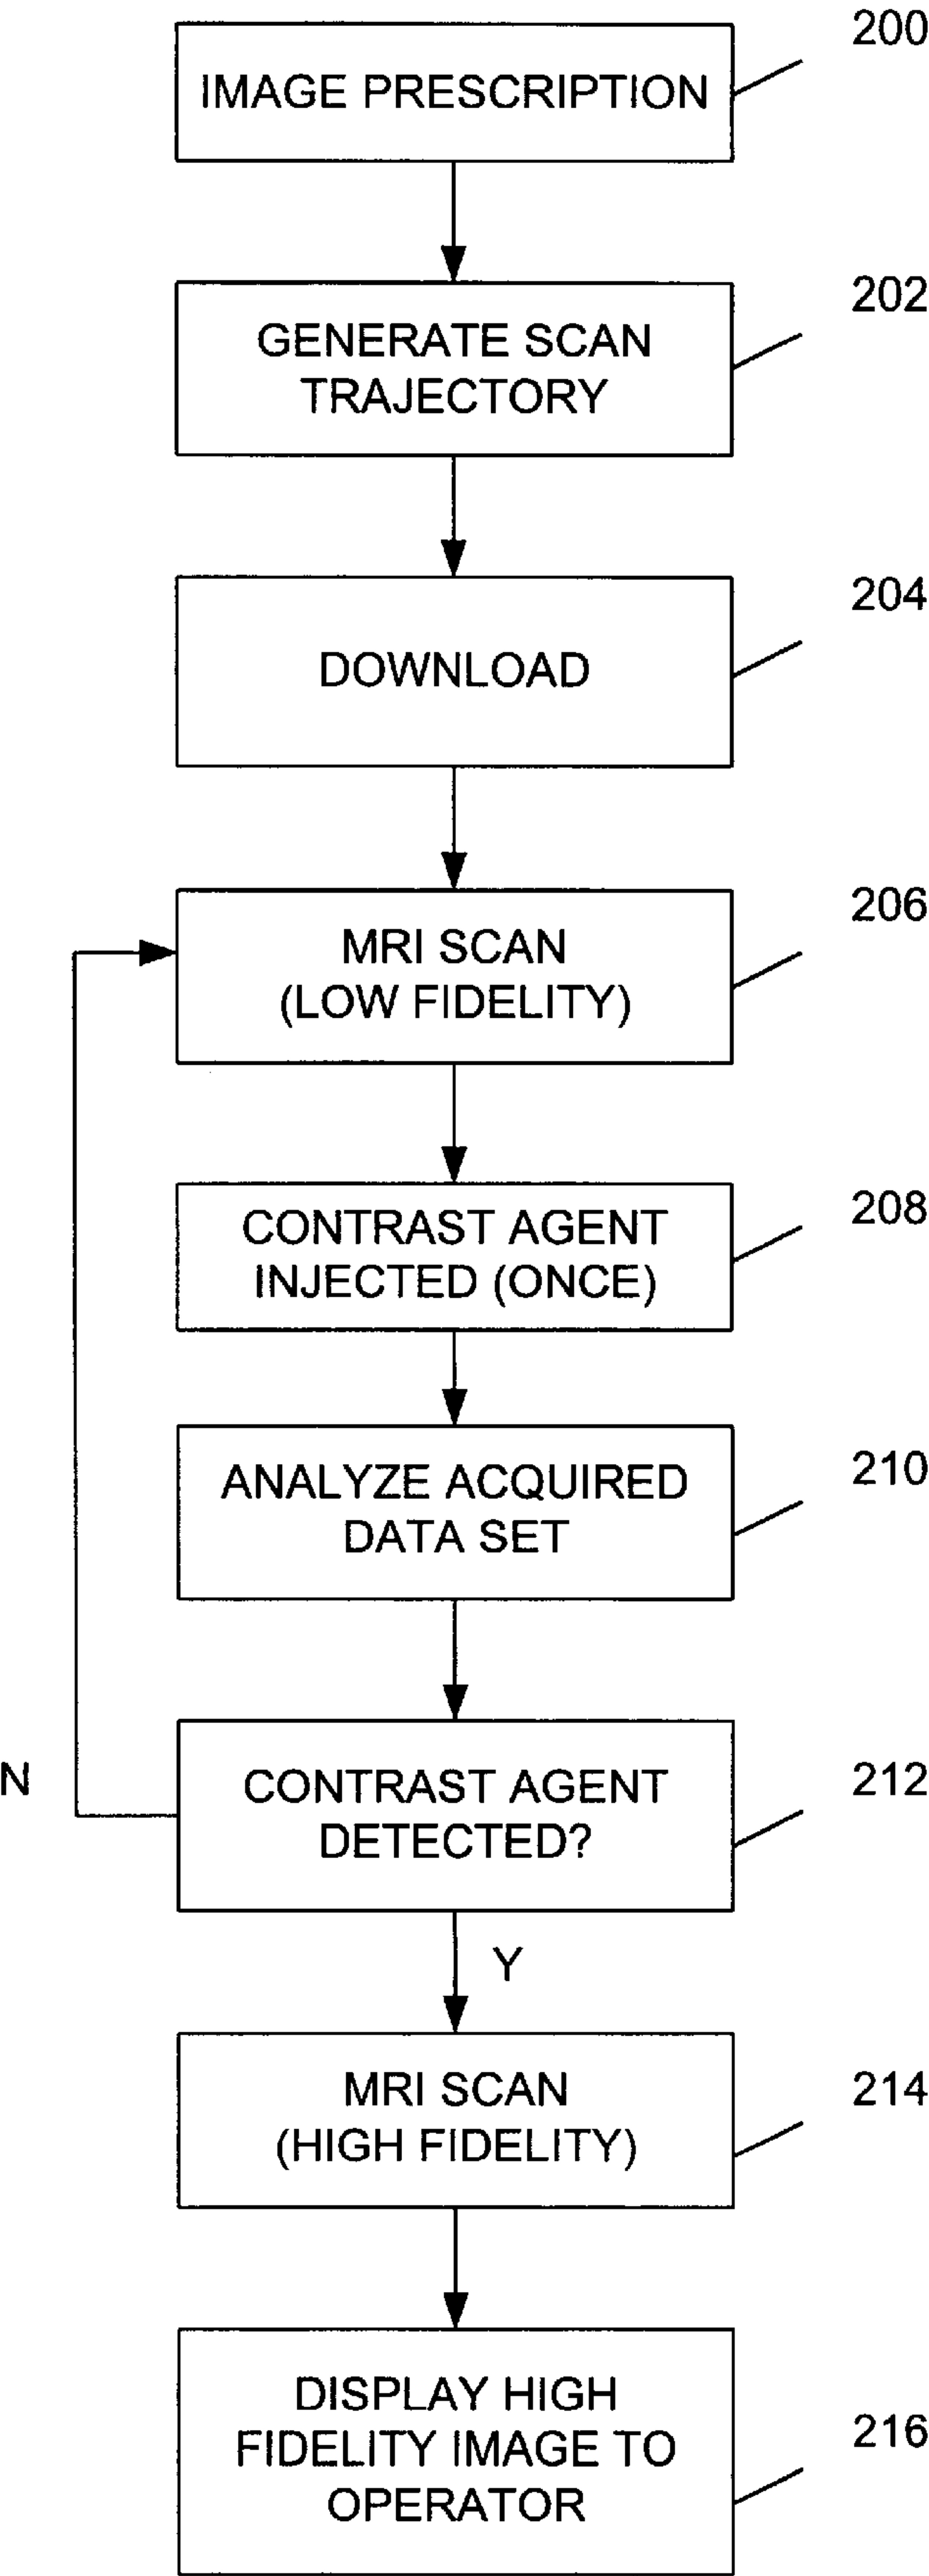 200
IMAGE PRESCRIPTION
202
GENERATE SCAN
TRAJECTORY
204
DOWNLOAD
206
MRI SCAN
(LOW FIDELITY)
208
CONTRAST AGENT
INJECTED (ONCE)
210
ANALYZE ACQUIRED
DATA SET
212
N
CONTRAST AGENT
DETECTED?
Y
214
MRI SCAN
(HIGH FIDELITY)
216
DISPLAY HIGH
FIDELITY IMAGE TO
OPERATOR